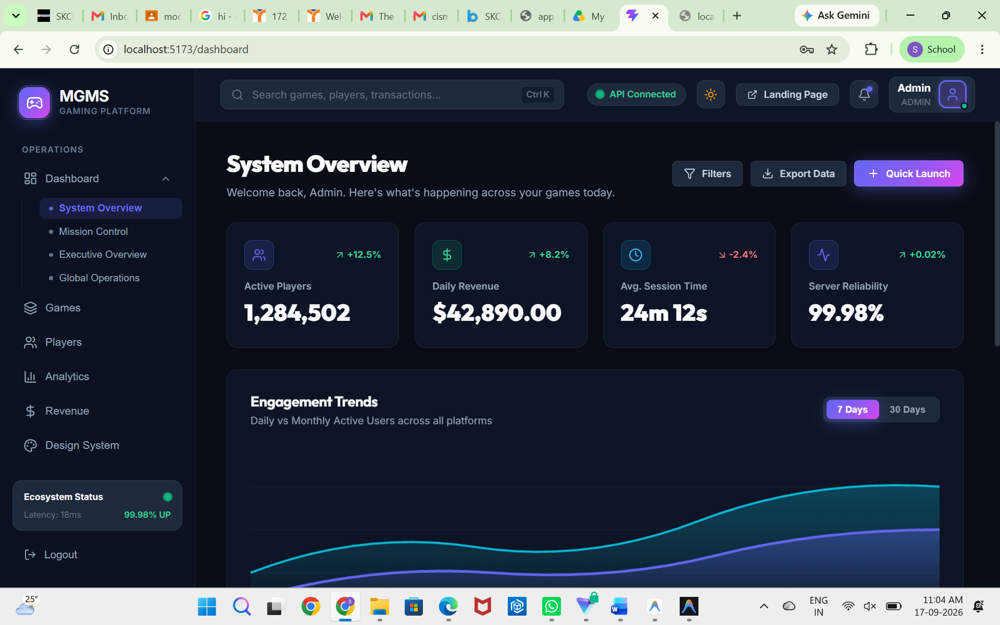 SKC
Inb
moc
hi -
172.
Wel
The
cism
SKC
app
My
loca
Ask Gemini
localhost:5173/dashboard
S
School
MGMS
GAMING PLATFORM
Search games, players, transactions...
Ctrl K
API Connected
Landing Page
Admin
ADMIN
OPERATIONS
Dashboard
System Overview
Mission Control
Executive Overview
Global Operations
Games
Players
Analytics
Revenue
Design System
Ecosystem Status
Latency: 18ms
99.98% UP
Logout
System Overview
Welcome back, Admin. Here's what's happening across your games today.
Filters
Export Data
Quick Launch
+12.5%
Active Players
1,284,502
+8.2%
Daily Revenue
$42,890.00
-2.4%
Avg. Session Time
24m 12s
+0.02%
Server Reliability
99.98%
Engagement Trends
Daily vs Monthly Active Users across all platforms
7 Days
30 Days
25°
S
W
ENG
IN
11:04 AM
17-09-2026